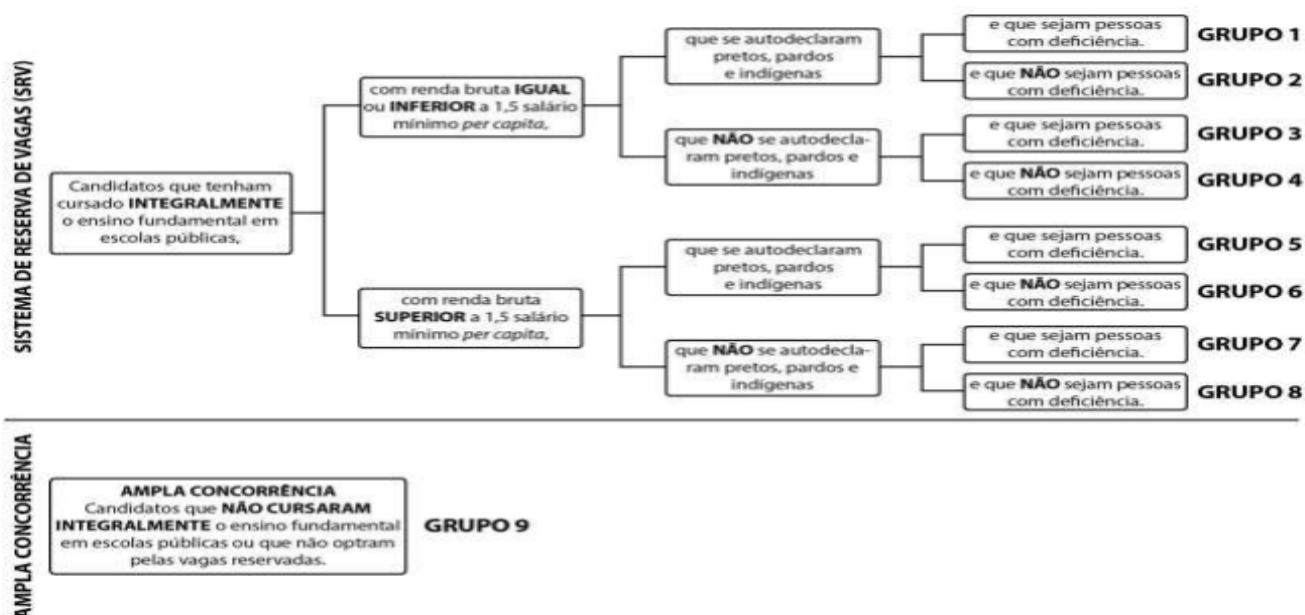 SISTEMA DE RESERVA DE VAGAS (SRV)
Candidatos que tenham
cursado INTEGRALMENTE
o ensino fundamental em
escolas públicas,
com renda bruta IGUAL
ou INFERIOR a 1,5 salário
mínimo per capita,
que se autodeclaram
pretos, pardos
e indígenas
e que sejam pessoas
com deficiência.
GRUPO 1
e que NÃO sejam pessoas
com deficiência.
GRUPO 2
que NÃO se autodecla-
ram pretos, pardos e
indígenas
e que sejam pessoas
com deficiência.
GRUPO 3
e que NÃO sejam pessoas
com deficiência.
GRUPO 4
com renda bruta
SUPERIOR a 1,5 salário
mínimo per capita,
que se autodeclaram
pretos, pardos
e indígenas
e que sejam pessoas
com deficiência.
GRUPO 5
e que NÃO sejam pessoas
com deficiência.
GRUPO 6
que NÃO se autodecla-
ram pretos, pardos e
indígenas
e que sejam pessoas
com deficiência.
GRUPO 7
e que NÃO sejam pessoas
com deficiência.
GRUPO 8
AMPLA CONCORRÊNCIA
AMPLA CONCORRÊNCIA
Candidatos que NÃO CURSARAM
INTEGRALMENTE o ensino fundamental
em escolas públicas ou que não optram
pelas vagas reservadas.
GRUPO 9